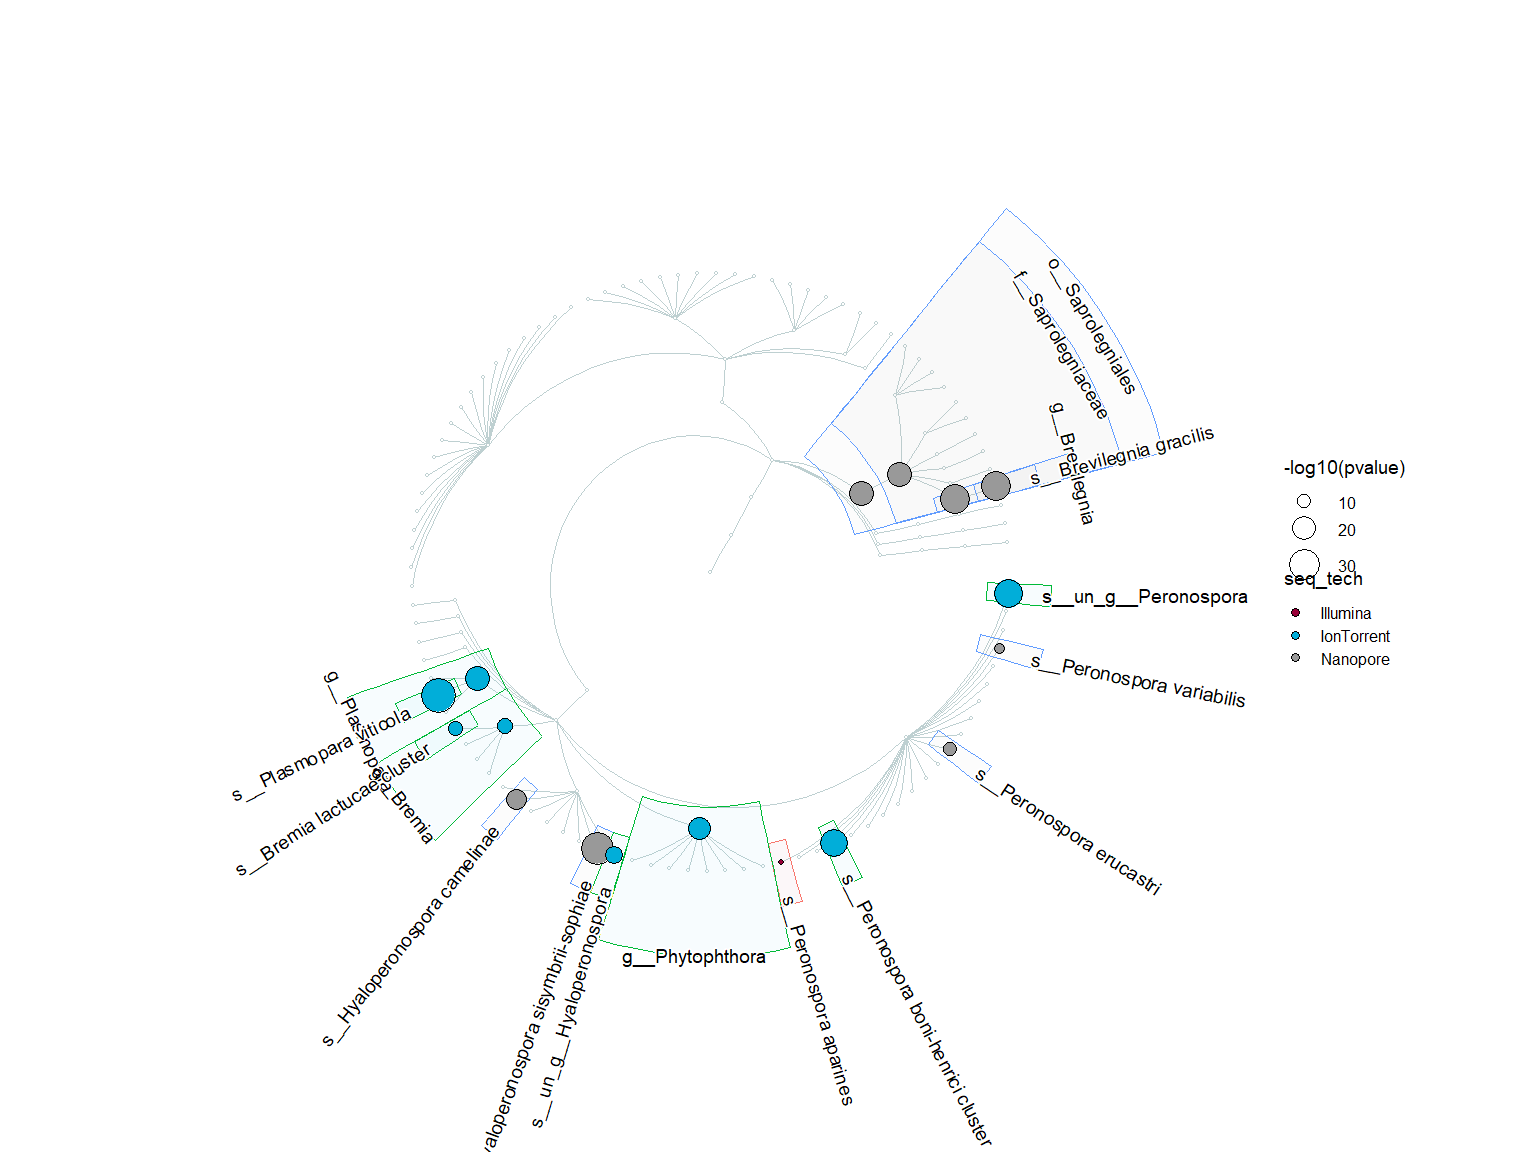 o__Saprolegniales
f__Saprolegniaceae
g__Brevilegnia
s__Brevilegnia gracilis
-log10(pvalue)
10
20
30
seq_tech
Illumina
IonTorrent
Nanopore
s__un_g__Peronospora
s__Peronospora variabilis
s__Peronospora erucastri
s__Peronospora boni-henrici cluster
s__Peronospora aparines
g__Phytophthora
s__un_g__Hyaloperonospora
yaloperonospora sisymbrii-sophiae
s__Hyaloperonospora camelinae
g__Bremia
s__Bremia lactucae cluster
g__Plasmopara
s__Plasmopara viticola